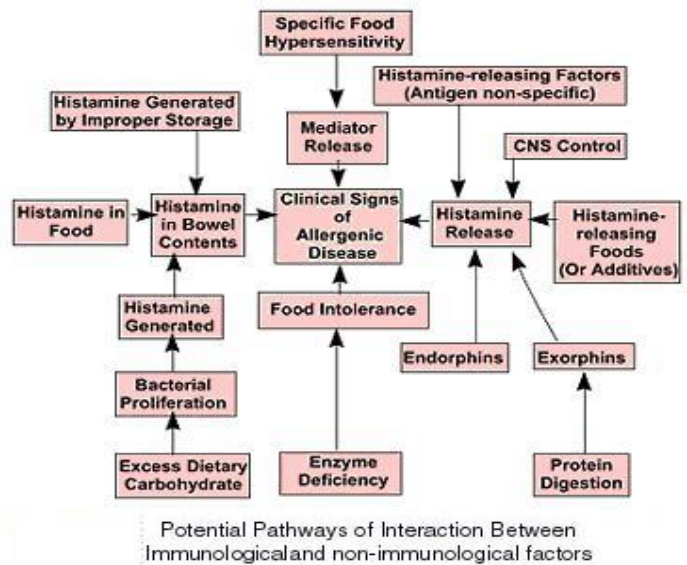 Specific Food
Hypersensitivity
Histamine-releasing Factors
(Antigen non-specific)
Histamine Generated
by Improper Storage
Mediator
Release
CNS Control
Histamine in
Food
Histamine
in Bowel
Contents
Clinical Signs
of
Allergenic
Disease
Histamine
Release
Histamine-
releasing
Foods
(Or Additives)
Histamine
Generated
Food Intolerance
Endorphins
Exorphins
Bacterial
Proliferation
Excess Dietary
Carbohydrate
Enzyme
Deficiency
Protein
Digestion
Potential Pathways of Interaction Between
Immunologicaland non-immunological factors